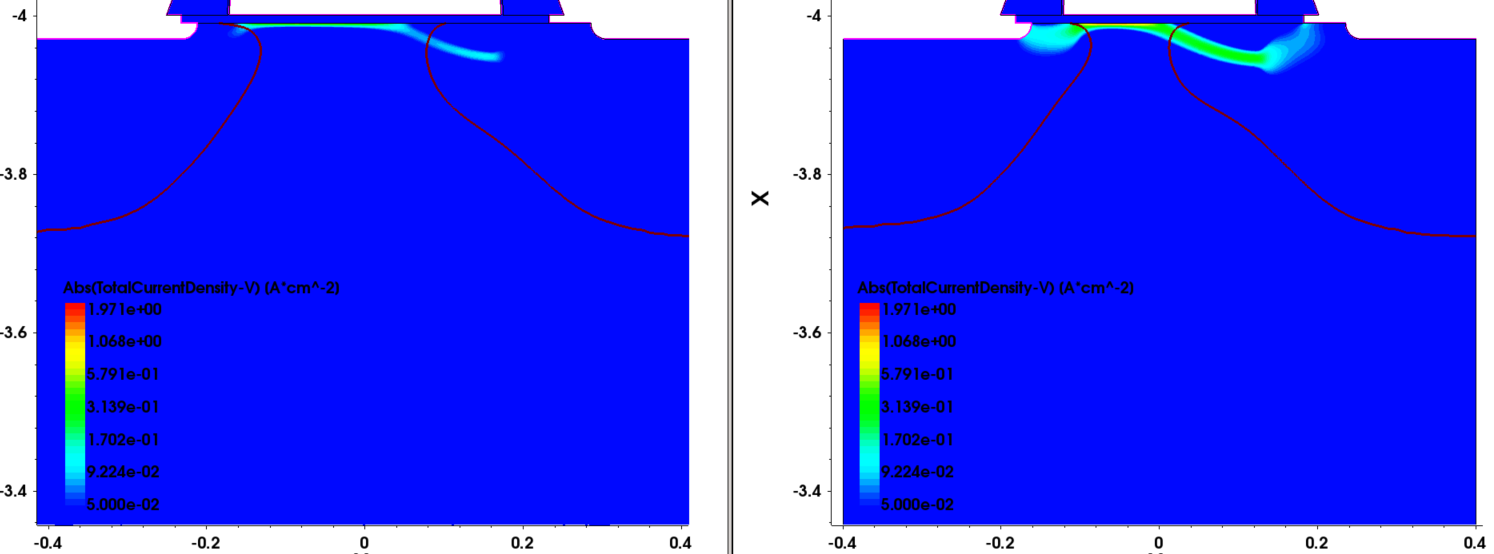 -4
-3.8
-3.6
-3.4
Abs(TotalCurrentDensity-V) (A*cm^-2)
1.971e+00
1.068e+00
5.791e-01
3.139e-01
1.702e-01
9.224e-02
5.000e-02
-0.4 -0.2 0 0.2 0.4
X
-4
-3.8
-3.6
-3.4
Abs(TotalCurrentDensity-V) (A*cm^-2)
1.971e+00
1.068e+00
5.791e-01
3.139e-01
1.702e-01
9.224e-02
5.000e-02
-0.4 -0.2 0 0.2 0.4